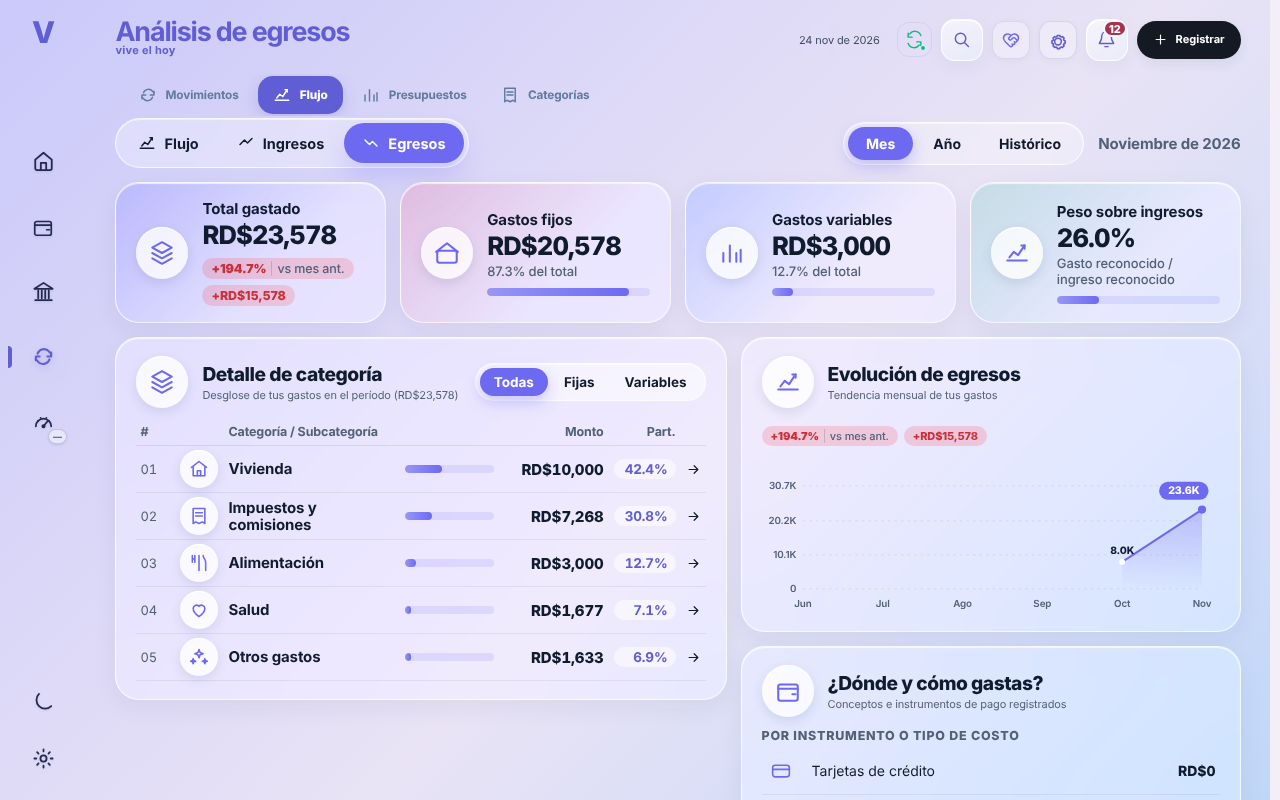 V
Análisis de egresos
vive el hoy
24 nov de 2026
12
Registrar
Movimientos
Flujo
Presupuestos
Categorías
Flujo
Ingresos
Egresos
Mes
Año
Histórico
Noviembre de 2026
Total gastado
RD$23,578
+194.7% vs mes ant.
+RD$15,578
Gastos fijos
RD$20,578
87.3% del total
Gastos variables
RD$3,000
12.7% del total
Peso sobre ingresos
26.0%
Gasto reconocido /
ingreso reconocido
Detalle de categoría
Desglose de tus gastos en el período (RD$23,578)
Todas
Fijas
Variables
# Categoría / Subcategoría Monto Part.
01 Vivienda RD$10,000 42.4% →
02 Impuestos y
comisiones RD$7,268 30.8% →
03 Alimentación RD$3,000 12.7% →
04 Salud RD$1,677 7.1% →
05 Otros gastos RD$1,633 6.9% →
Evolución de egresos
Tendencia mensual de tus gastos
+194.7% vs mes ant.
+RD$15,578
30.7K
23.6K
20.2K
10.1K
8.0K
0
Jun Jul Ago Sep Oct Nov
¿Dónde y cómo gastas?
Conceptos e instrumentos de pago registrados
POR INSTRUMENTO O TIPO DE COSTO
Tarjetas de crédito RD$0